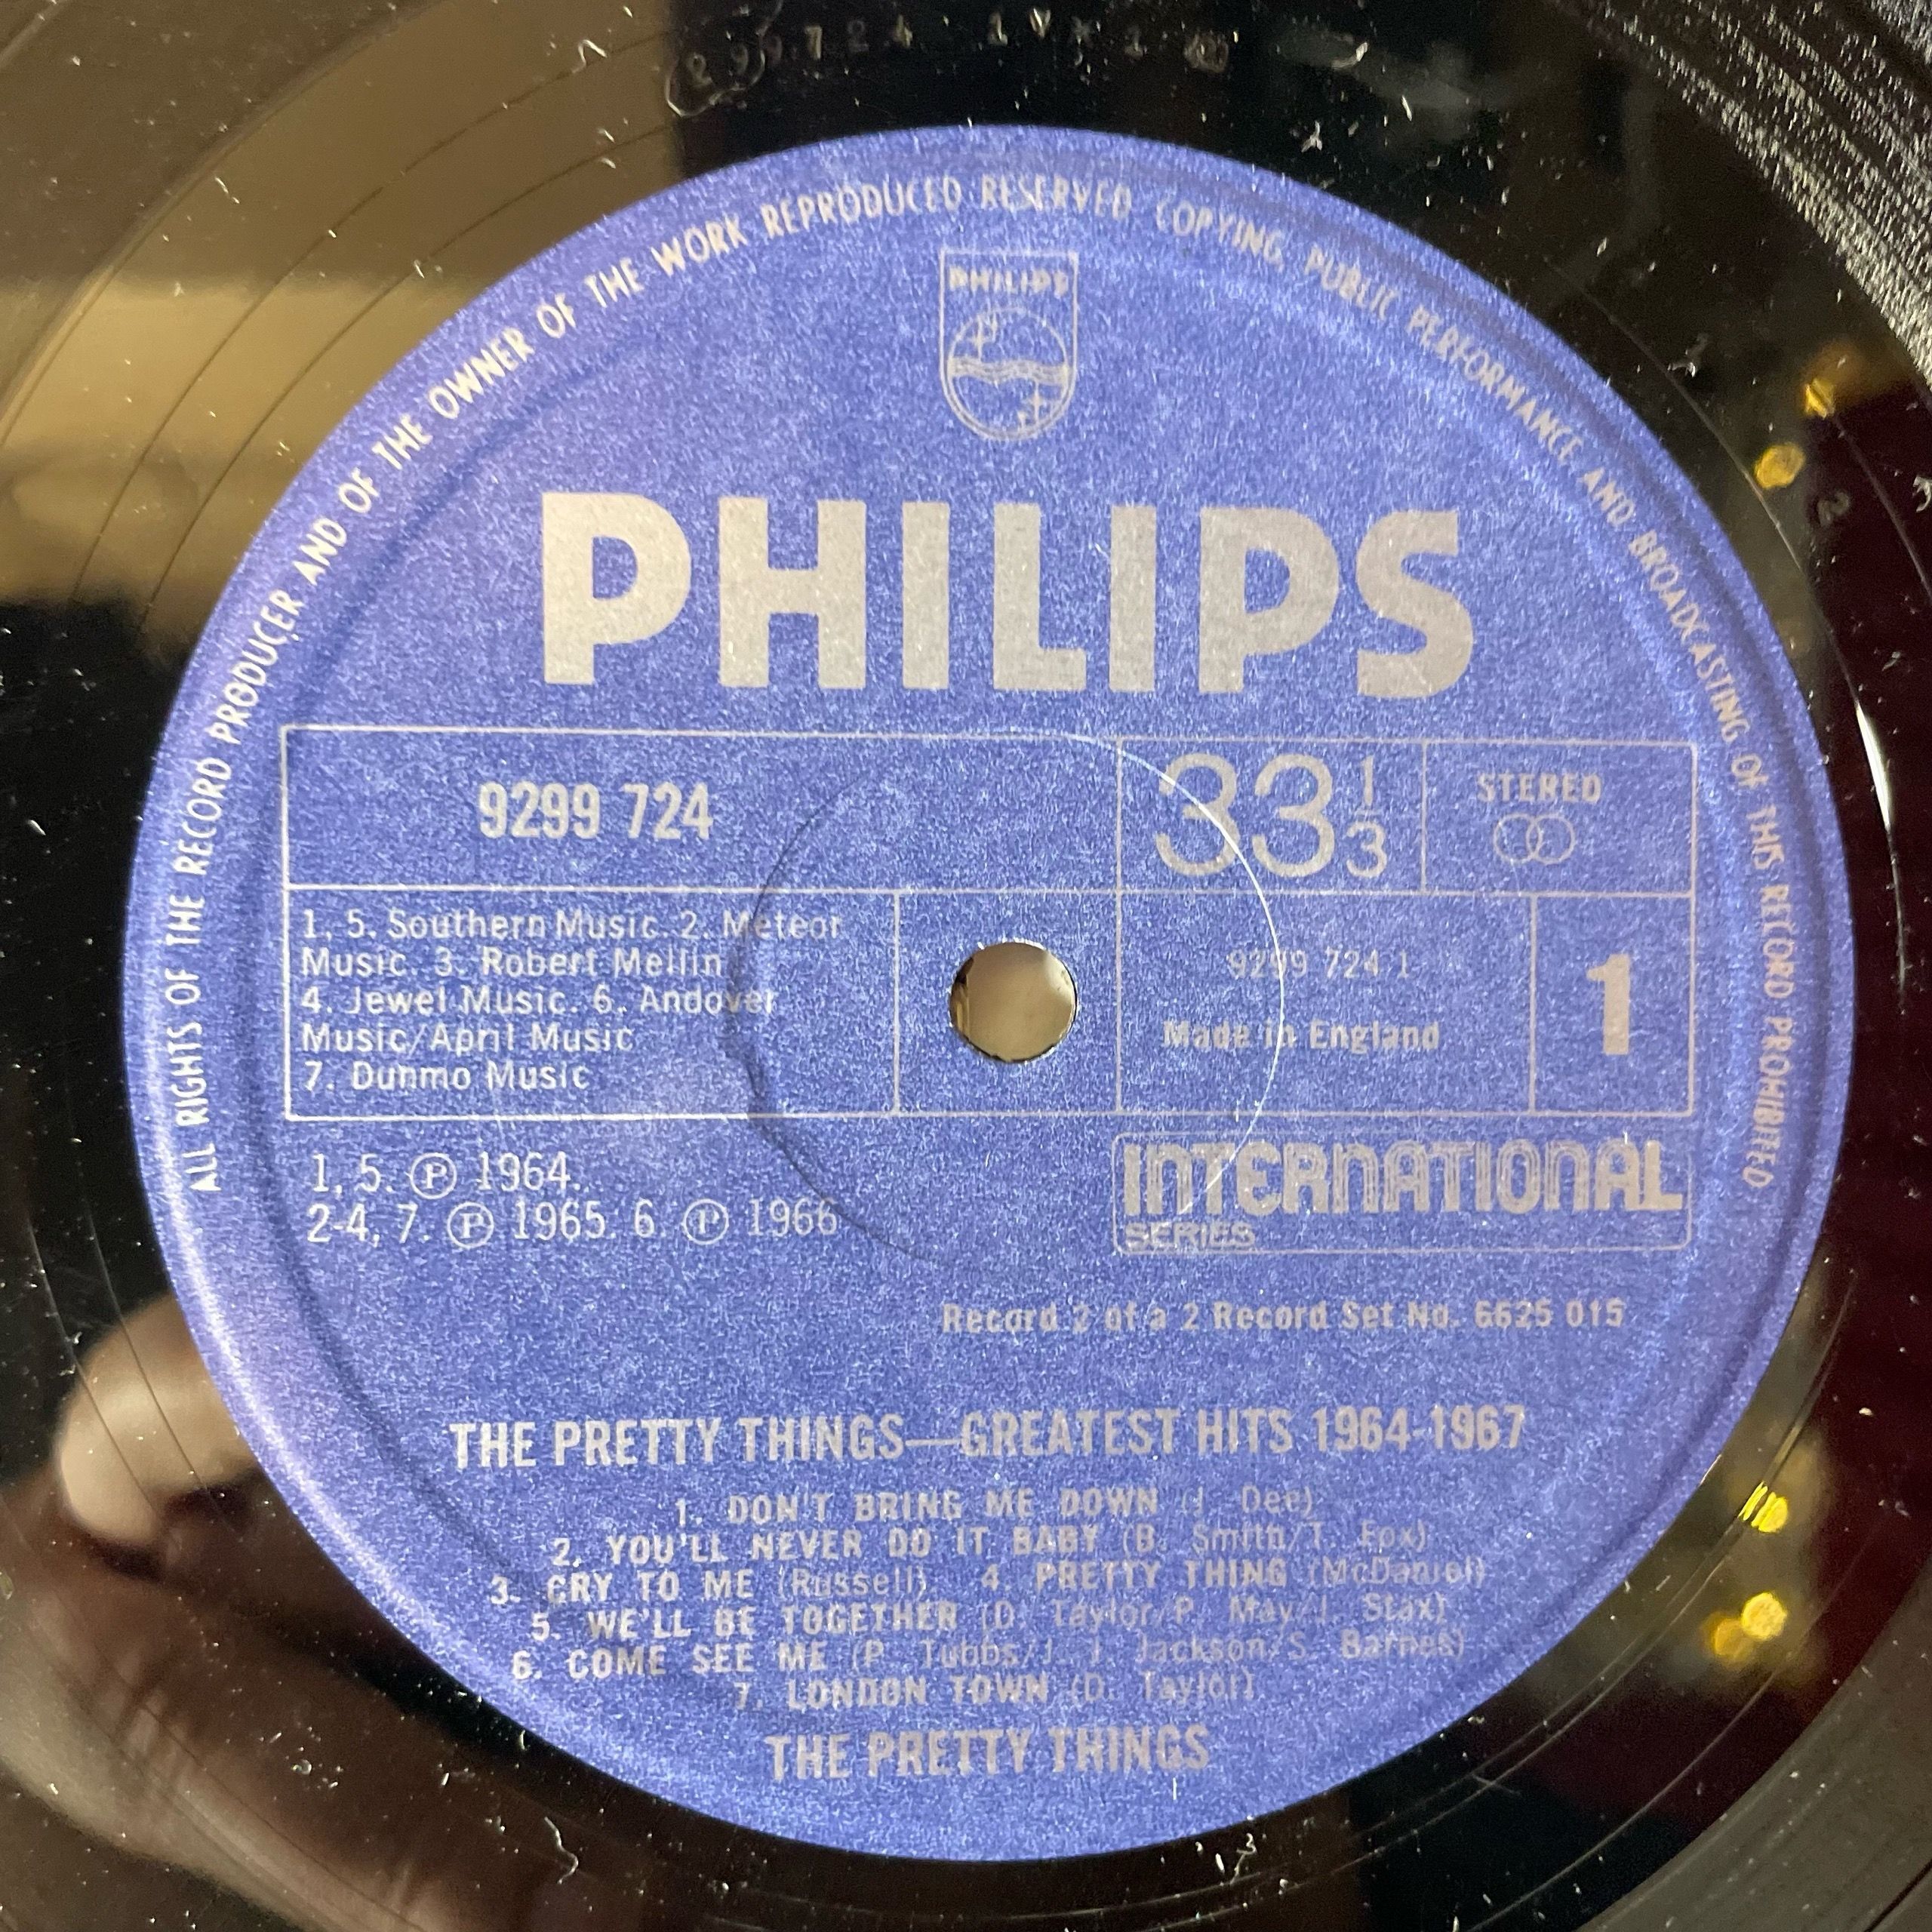 ALL RIGHTS OF THE RECORD PRODUCER AND OF THE OWNER OF THE WORK REPRODUCED RESERVED. COPYING, PUBLIC PERFORMANCE AND BROADCASTING OF THIS RECORD PROHIBITED
PHILIPS
PHILIPS
9299 724
33 1/3
STEREO
1, 5. Southern Music. 2. Meteor
Music. 3. Robert Mellin
4. Jewel Music. 6. Andover
Music/April Music
7. Dunmo Music
9299 724 1
Made in England
1
1, 5. Ⓟ 1964.
2-4, 7. Ⓟ 1965. 6. Ⓟ 1966
INTERNATIONAL
SERIES
Record 2 of a 2 Record Set No. 6625 015
THE PRETTY THINGS—GREATEST HITS 1964-1967
1. DON'T BRING ME DOWN (J. Dee)
2. YOU'LL NEVER DO IT BABY (B. Smith/T. Fox)
3. CRY TO ME (Russell) 4. PRETTY THING (McDaniel)
5. WE'LL BE TOGETHER (D. Taylor/P. May/J. Stax)
6. COME SEE ME (P. Tubbs/J. J. Jackson/S. Barnes)
7. LONDON TOWN (D. Taylor)
THE PRETTY THINGS